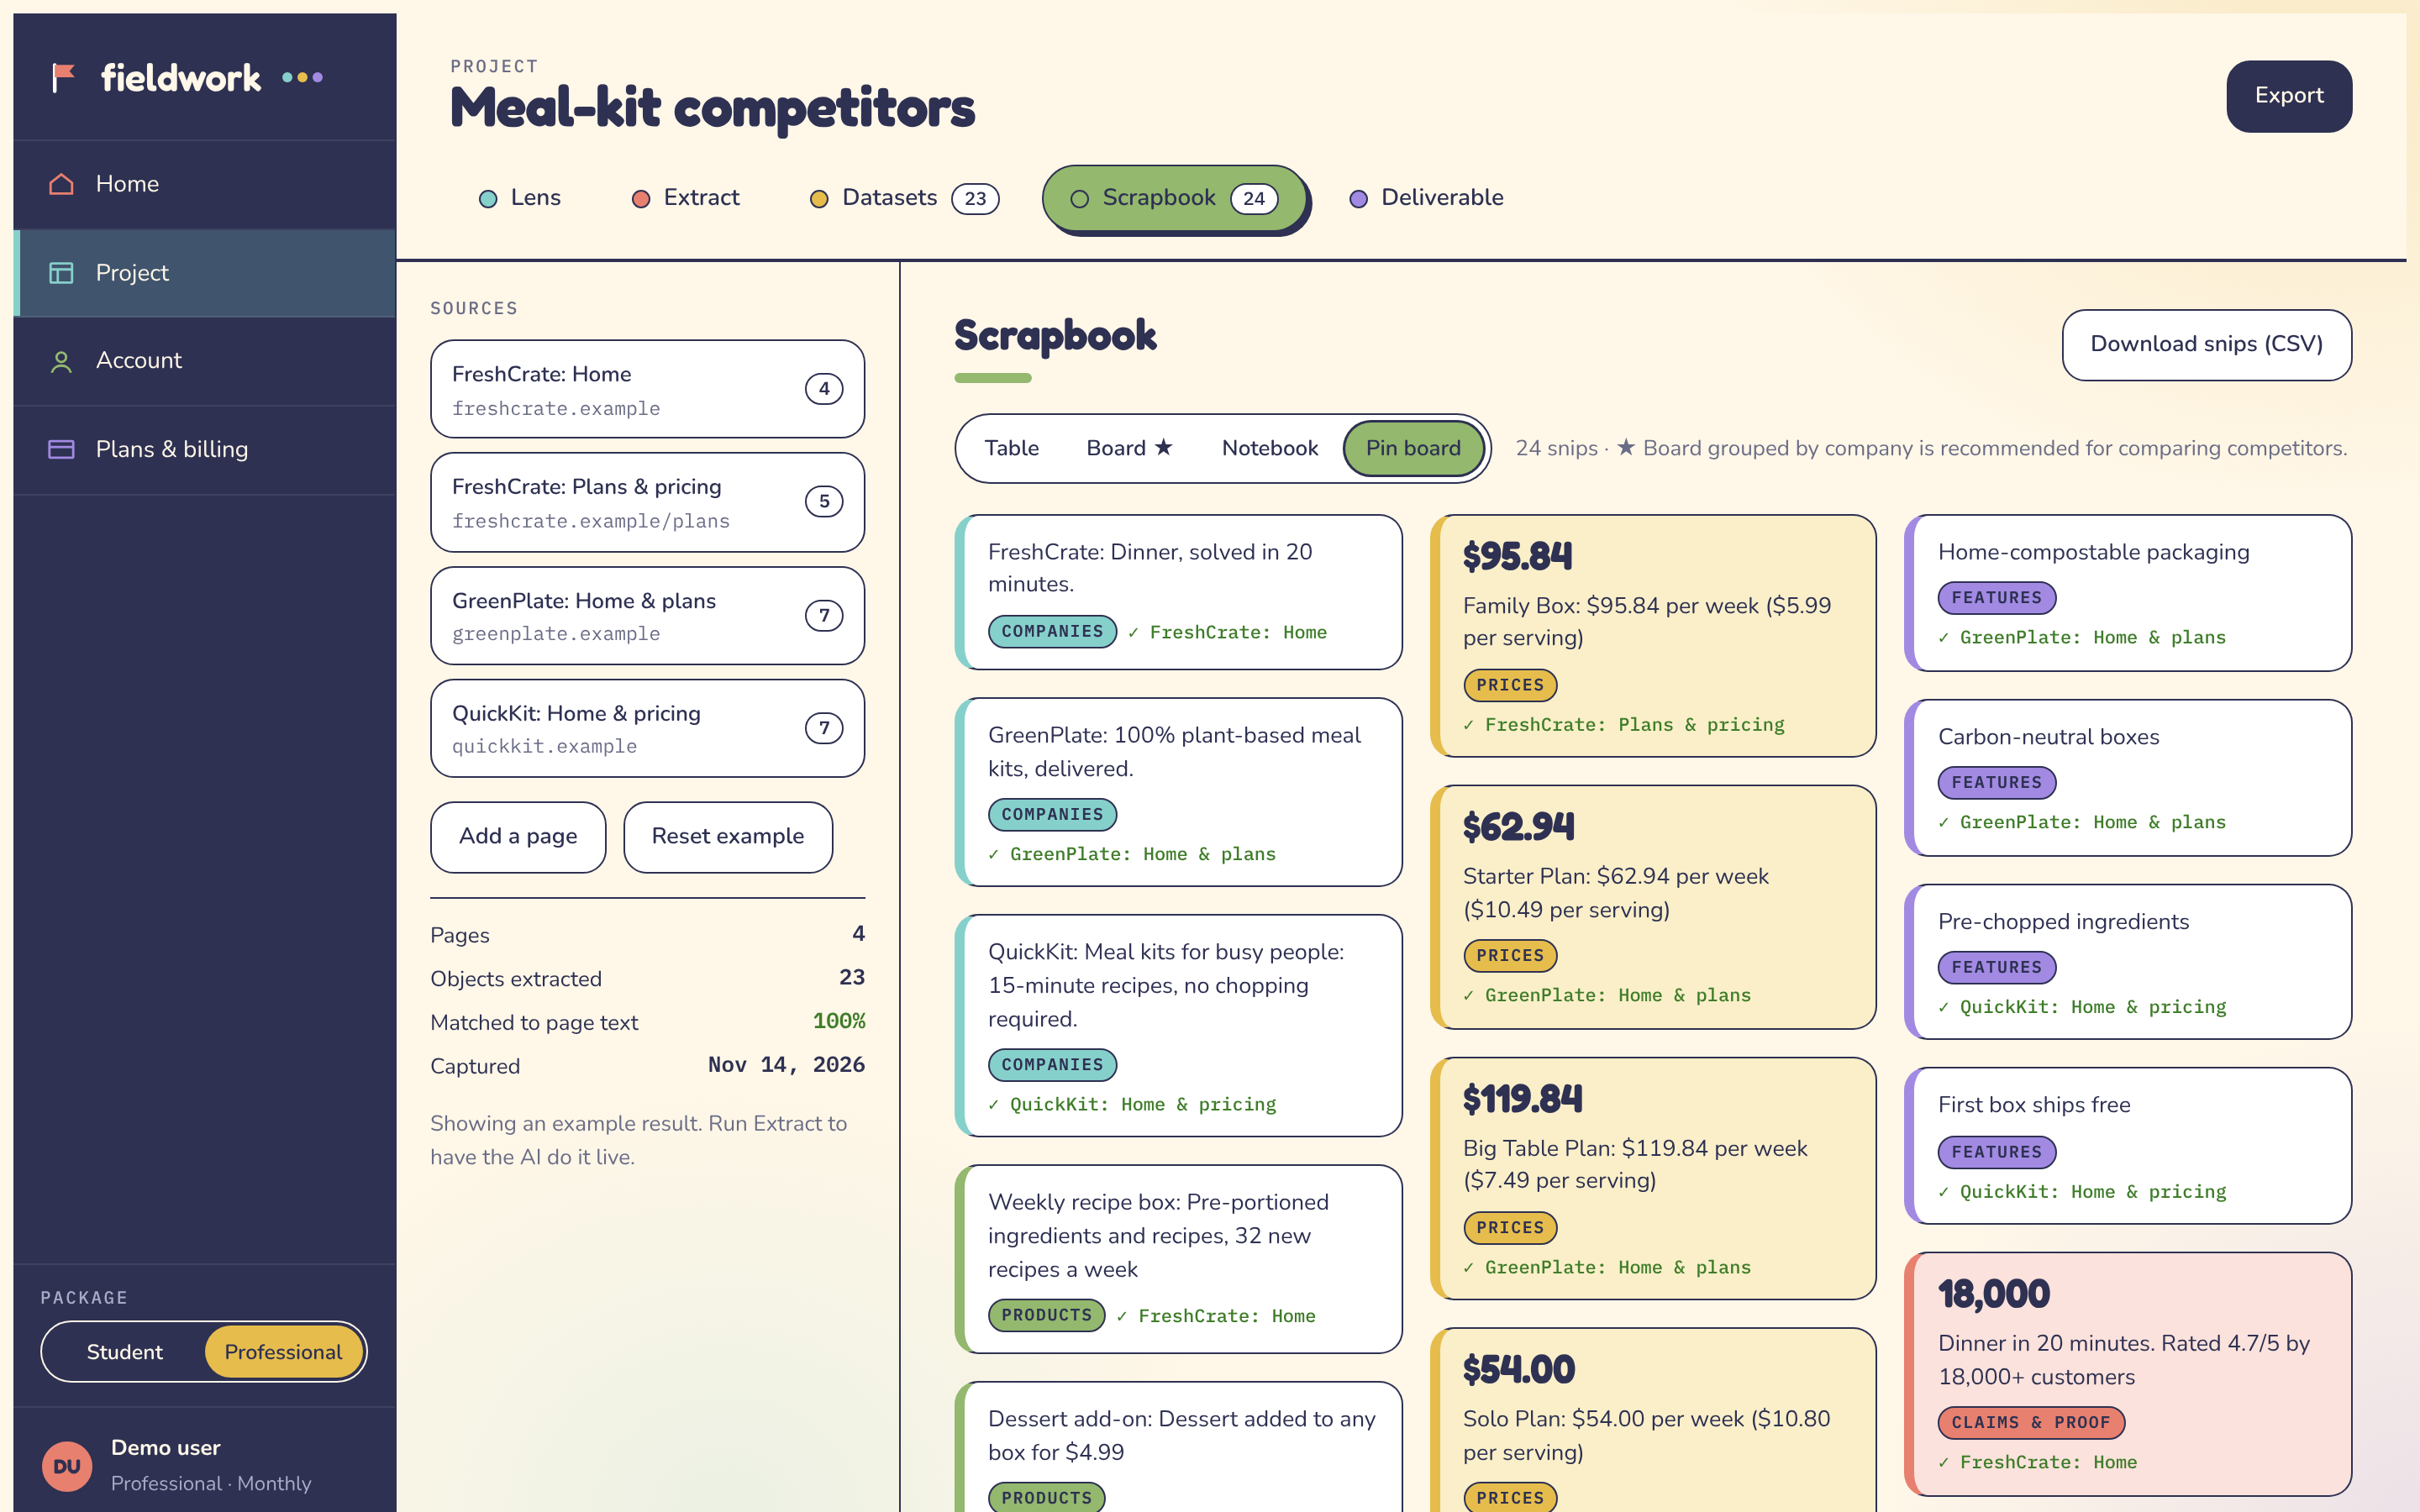 fieldwork
Home
Project
Account
Plans & billing
PACKAGE
Student
Professional
DU
Demo user
Professional · Monthly
PROJECT
Meal-kit competitors
Export
Lens
Extract
Datasets 23
Scrapbook 24
Deliverable
SOURCES
FreshCrate: Home
freshcrate.example
4
FreshCrate: Plans & pricing
freshcrate.example/plans
5
GreenPlate: Home & plans
greenplate.example
7
QuickKit: Home & pricing
quickkit.example
7
Add a page
Reset example
Pages 4
Objects extracted 23
Matched to page text 100%
Captured Nov 14, 2026
Showing an example result. Run Extract to
have the AI do it live.
Scrapbook
Download snips (CSV)
Table
Board ★
Notebook
Pin board
24 snips · ★ Board grouped by company is recommended for comparing competitors.
FreshCrate: Dinner, solved in 20
minutes.
COMPANIES ✓ FreshCrate: Home
GreenPlate: 100% plant-based meal
kits, delivered.
COMPANIES
✓ GreenPlate: Home & plans
QuickKit: Meal kits for busy people:
15-minute recipes, no chopping
required.
COMPANIES
✓ QuickKit: Home & pricing
Weekly recipe box: Pre-portioned
ingredients and recipes, 32 new
recipes a week
PRODUCTS ✓ FreshCrate: Home
Dessert add-on: Dessert added to any
box for $4.99
PRODUCTS
$95.84
Family Box: $95.84 per week ($5.99
per serving)
PRICES
✓ FreshCrate: Plans & pricing
$62.94
Starter Plan: $62.94 per week
($10.49 per serving)
PRICES
✓ GreenPlate: Home & plans
$119.84
Big Table Plan: $119.84 per week
($7.49 per serving)
PRICES
✓ GreenPlate: Home & plans
$54.00
Solo Plan: $54.00 per week ($10.80
per serving)
PRICES
Home-compostable packaging
FEATURES
✓ GreenPlate: Home & plans
Carbon-neutral boxes
FEATURES
✓ GreenPlate: Home & plans
Pre-chopped ingredients
FEATURES
✓ QuickKit: Home & pricing
First box ships free
FEATURES
✓ QuickKit: Home & pricing
18,000
Dinner in 20 minutes. Rated 4.7/5 by
18,000+ customers
CLAIMS & PROOF
✓ FreshCrate: Home